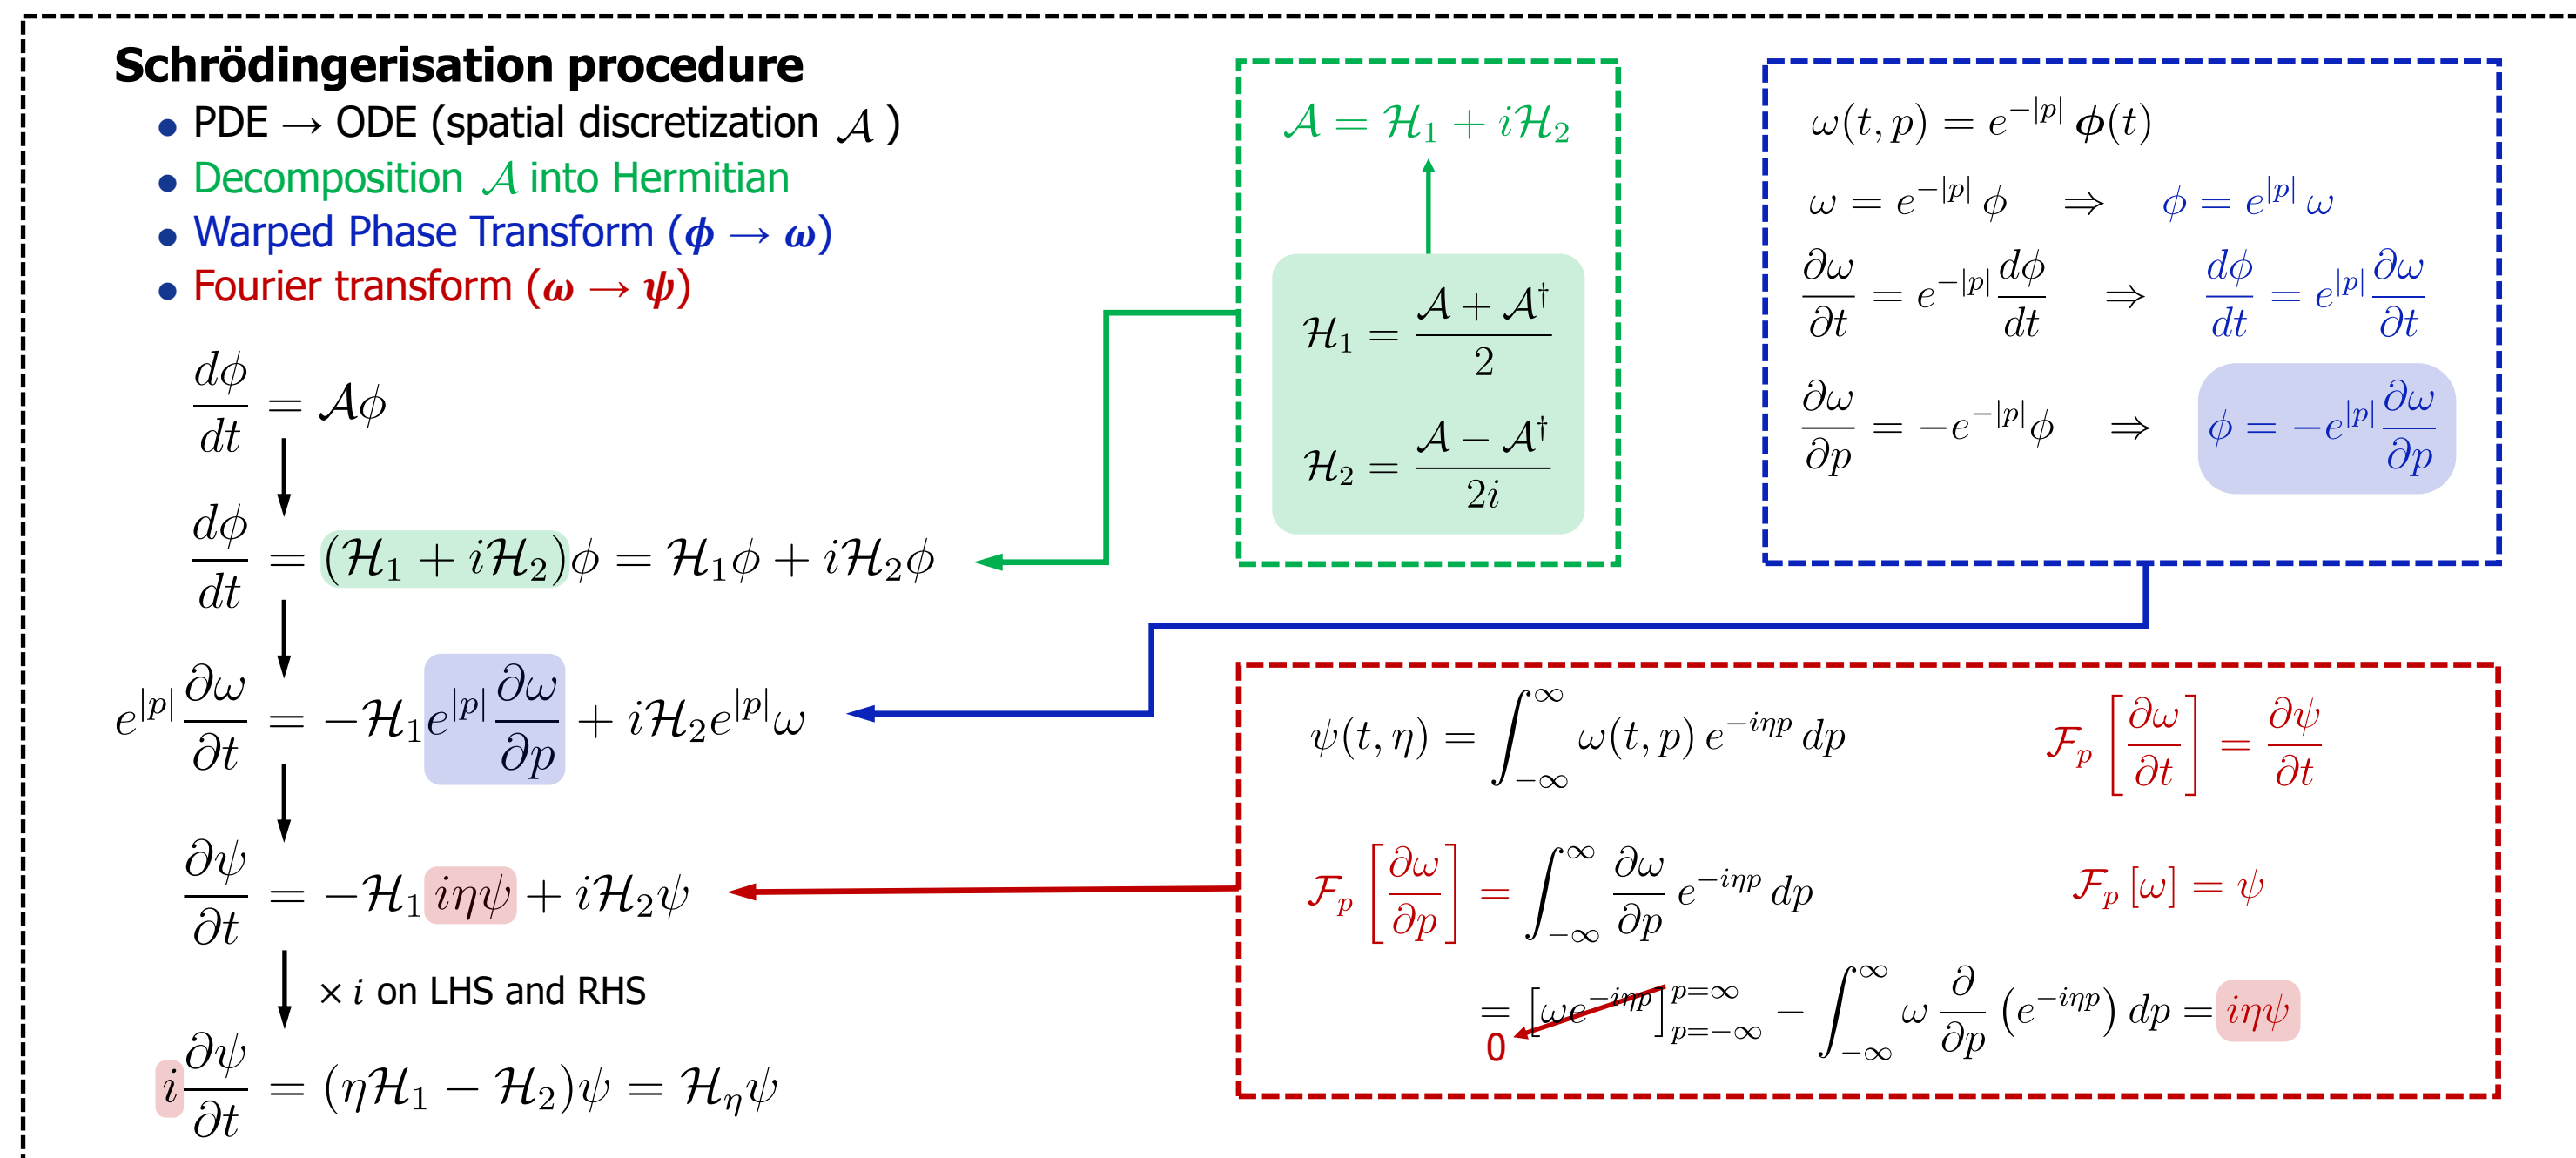 Schrödingerisation procedure
• PDE → ODE (spatial discretization 𝒜 )
• Decomposition 𝒜 into Hermitian
• Warped Phase Transform (ϕ → ω)
• Fourier transform (ω → ψ)
dϕ/dt = 𝒜ϕ
dϕ/dt = (ℋ₁ + iℋ₂)ϕ = ℋ₁ϕ + iℋ₂ϕ
e^{|p|} ∂ω/∂t = −ℋ₁e^{|p|} ∂ω/∂p + iℋ₂e^{|p|}ω
∂ψ/∂t = −ℋ₁iηψ + iℋ₂ψ
× i on LHS and RHS
i ∂ψ/∂t = (ηℋ₁ − ℋ₂)ψ = ℋ_ηψ
𝒜 = ℋ₁ + iℋ₂
ℋ₁ = (𝒜 + 𝒜†)/2
ℋ₂ = (𝒜 − 𝒜†)/2i
ω(t, p) = e^{−|p|} ϕ(t)
ω = e^{−|p|} ϕ ⇒ ϕ = e^{|p|} ω
∂ω/∂t = e^{−|p|} dϕ/dt ⇒ dϕ/dt = e^{|p|} ∂ω/∂t
∂ω/∂p = −e^{−|p|}ϕ ⇒ ϕ = −e^{|p|} ∂ω/∂p
ψ(t, η) = ∫_{−∞}^{∞} ω(t, p) e^{−iηp} dp
ℱ_p [∂ω/∂t] = ∂ψ/∂t
ℱ_p [∂ω/∂p] = ∫_{−∞}^{∞} ∂ω/∂p e^{−iηp} dp
ℱ_p [ω] = ψ
= [ωe^{−iηp}]_{p=−∞}^{p=∞} − ∫_{−∞}^{∞} ω ∂/∂p (e^{−iηp}) dp = iηψ
0